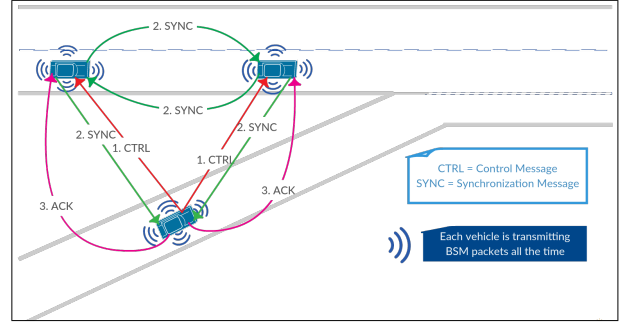 2. SYNC
2. SYNC
2. SYNC
2. SYNC
1. CTRL
1. CTRL
3. ACK
3. ACK
CTRL = Control Message
SYNC = Synchronization Message
Each vehicle is transmitting
BSM packets all the time